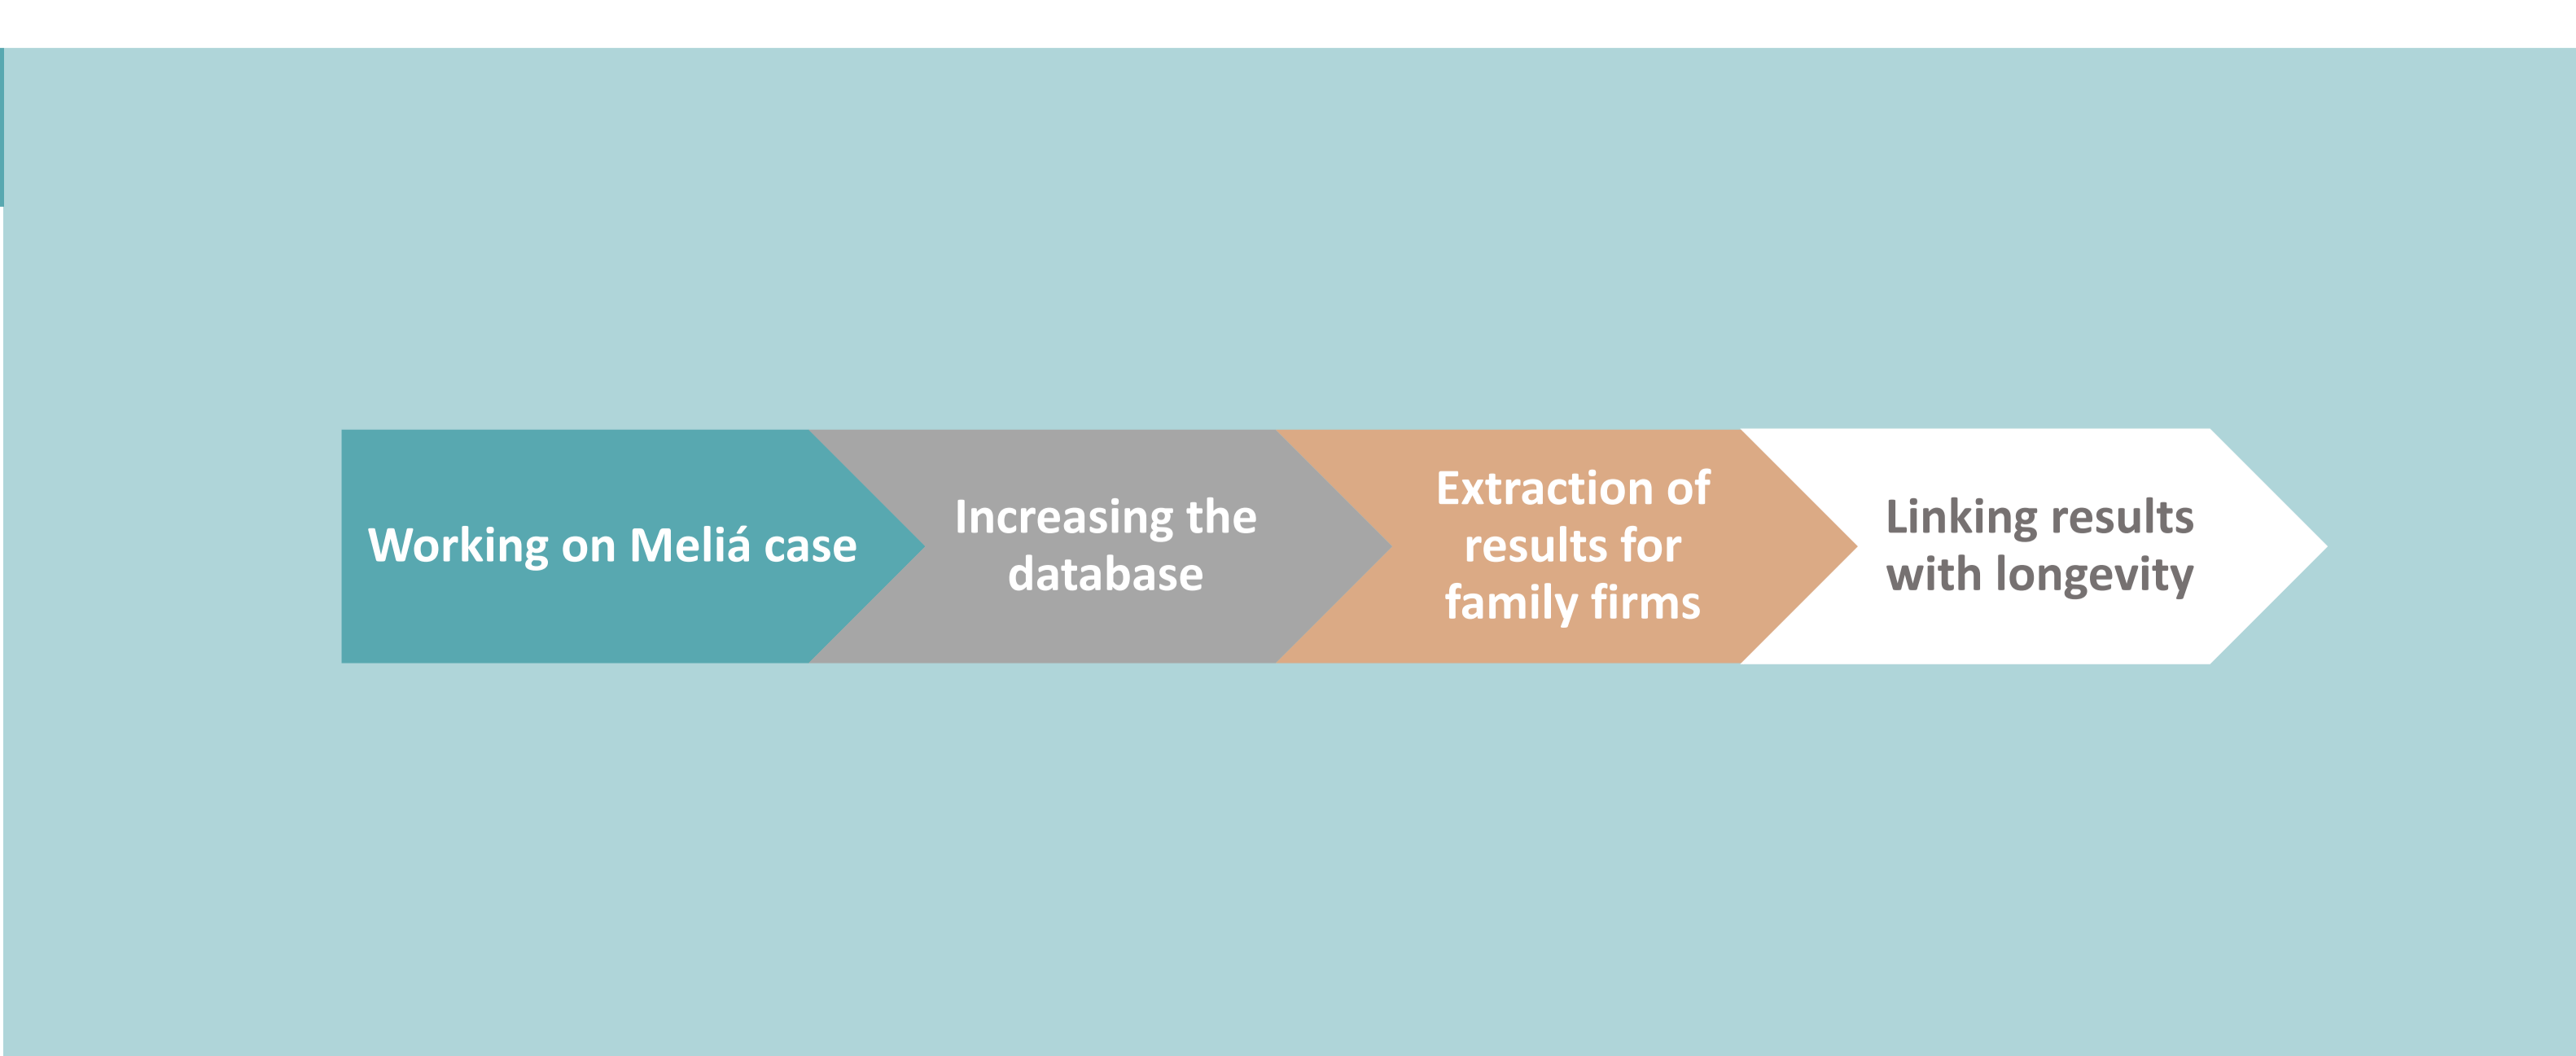 Working on Meliá case
Increasing the
database
Extraction of
results for
family firms
Linking results
with longevity